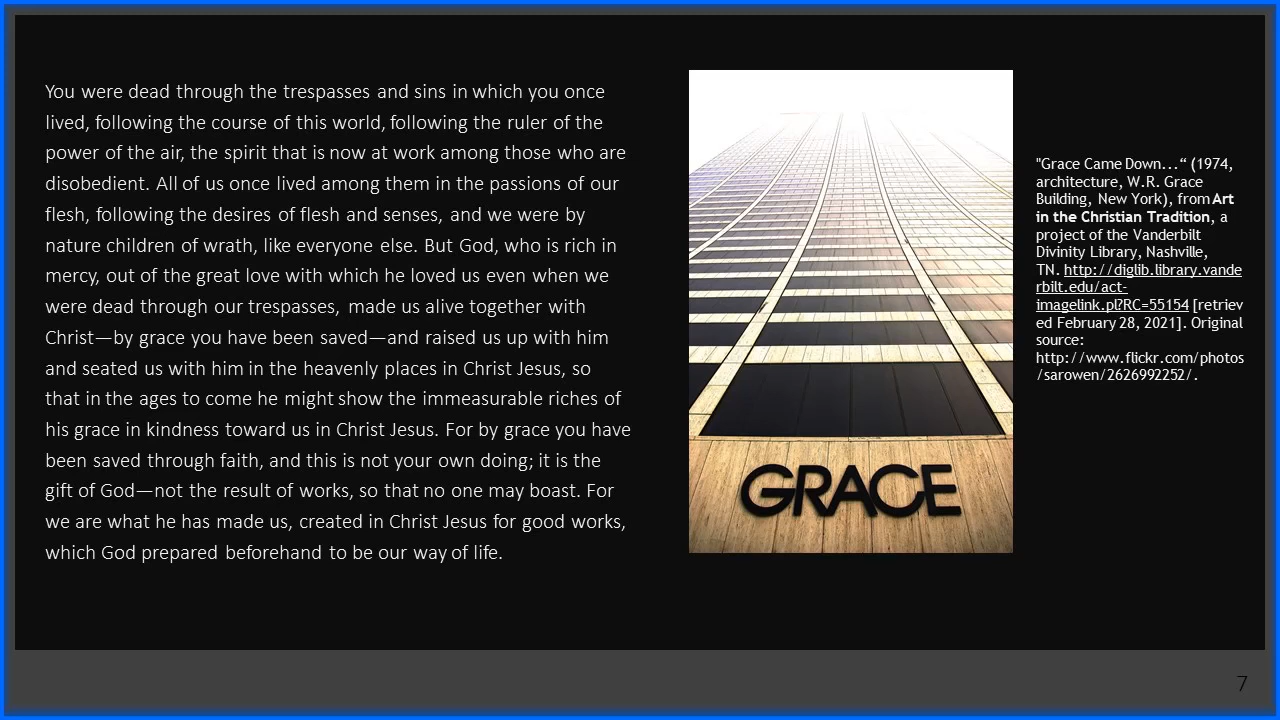 You were dead through the trespasses and sins in which you once
lived, following the course of this world, following the ruler of the
power of the air, the spirit that is now at work among those who are
disobedient. All of us once lived among them in the passions of our
flesh, following the desires of flesh and senses, and we were by
nature children of wrath, like everyone else. But God, who is rich in
mercy, out of the great love with which he loved us even when we
were dead through our trespasses, made us alive together with
Christ—by grace you have been saved—and raised us up with him
and seated us with him in the heavenly places in Christ Jesus, so
that in the ages to come he might show the immeasurable riches of
his grace in kindness toward us in Christ Jesus. For by grace you have
been saved through faith, and this is not your own doing; it is the
gift of God—not the result of works, so that no one may boast. For
we are what he has made us, created in Christ Jesus for good works,
which God prepared beforehand to be our way of life.
GRACE
"Grace Came Down…“ (1974,
architecture, W.R. Grace
Building, New York), from Art
in the Christian Tradition, a
project of the Vanderbilt
Divinity Library, Nashville,
TN. http://diglib.library.vande
rbilt.edu/act-
imagelink.pl?RC=55154 [retriev
ed February 28, 2021]. Original
source:
http://www.flickr.com/photos
/sarowen/2626992252/.
7